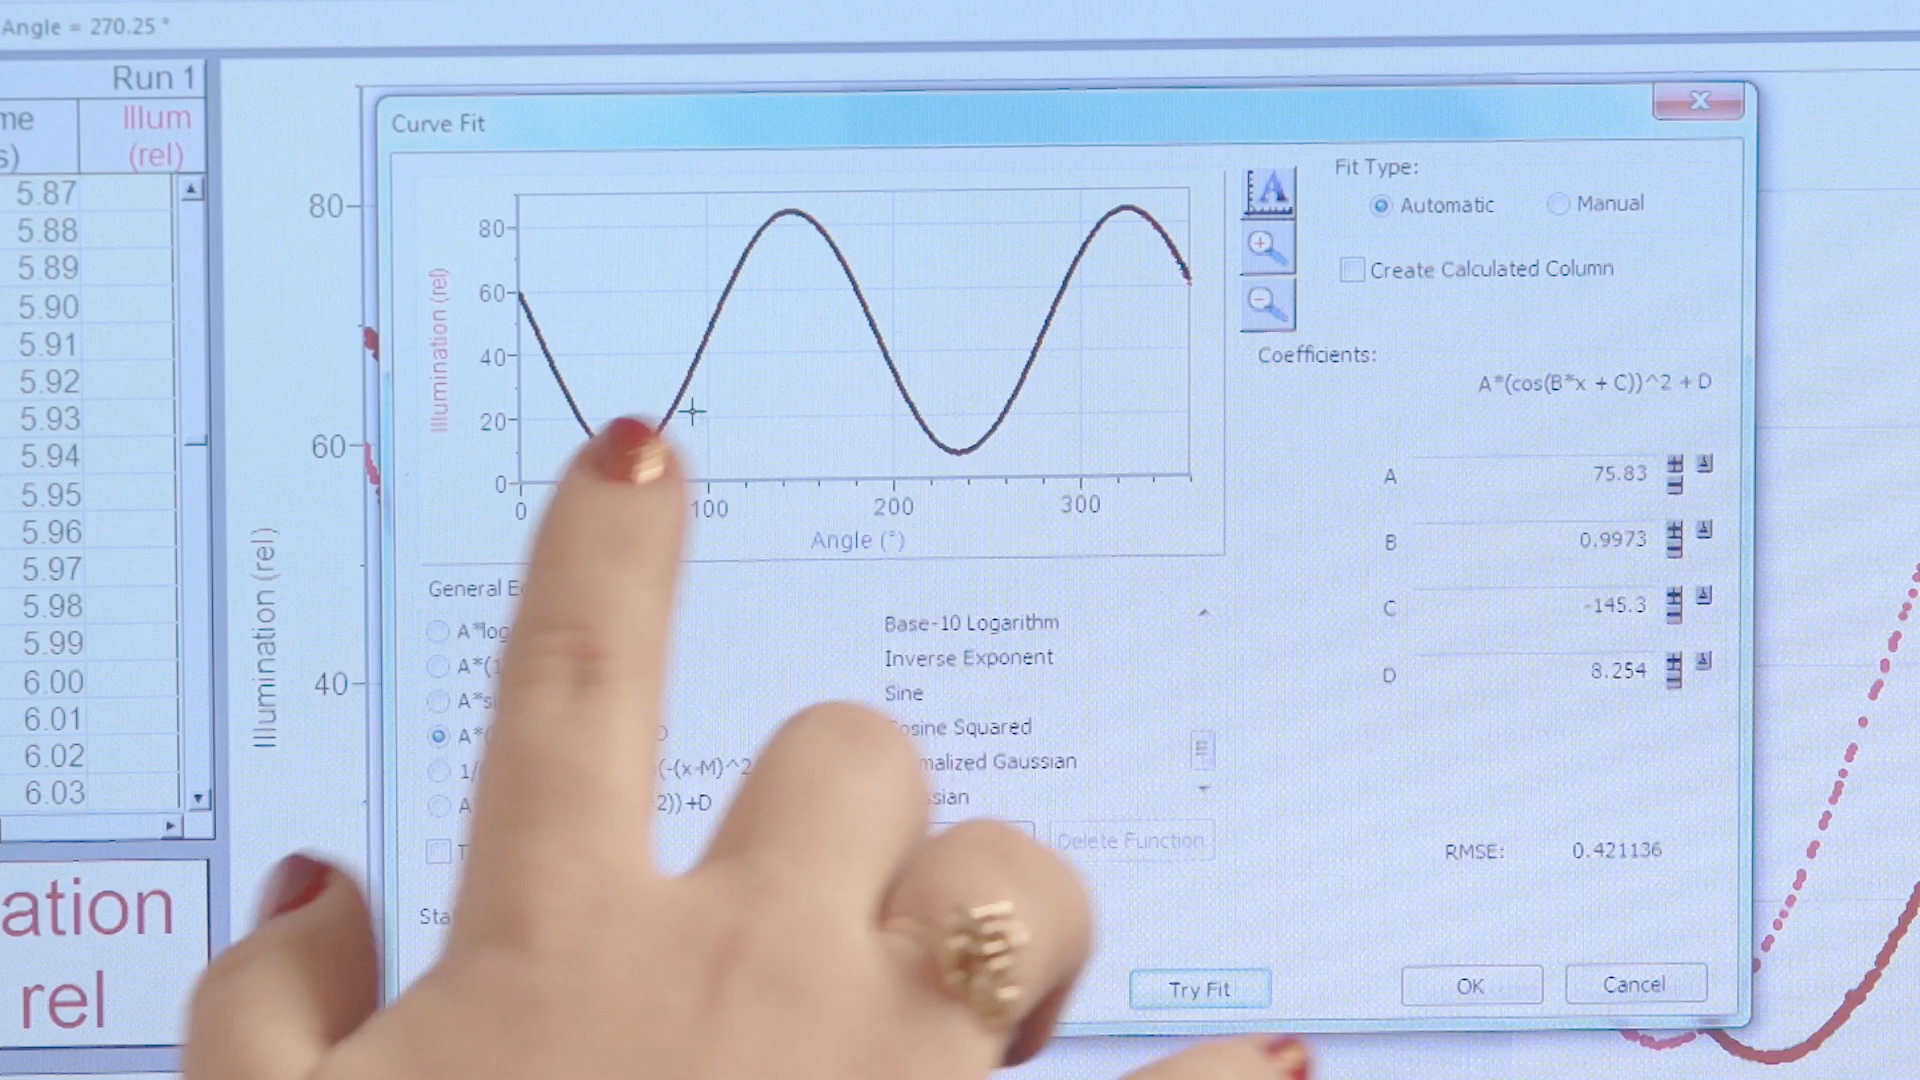 Angle = 270.25 °
Run 1
Illum
(rel)
5.87
5.88
5.89
5.90
5.91
5.92
5.93
5.94
5.95
5.96
5.97
5.98
5.99
6.00
6.01
6.02
6.03
ation
rel
80
60
40
Illumination (rel)
Curve Fit
X
80
60
40
20
0
Illumination (rel)
0 100 200 300
Angle (°)
A
Fit Type:
Automatic Manual
Create Calculated Column
Coefficients:
A*(cos(B*x + C))^2 + D
A 75.83
B 0.9973
C -145.3
D 8.254
RMSE: 0.421136
General
A*log
A*(1
A*si
A*(
1/ (-(x-M)^2
A 2))+D
Base-10 Logarithm
Inverse Exponent
Sine
Cosine Squared
malized Gaussian
ssian
Delete Function
Try Fit
OK
Cancel